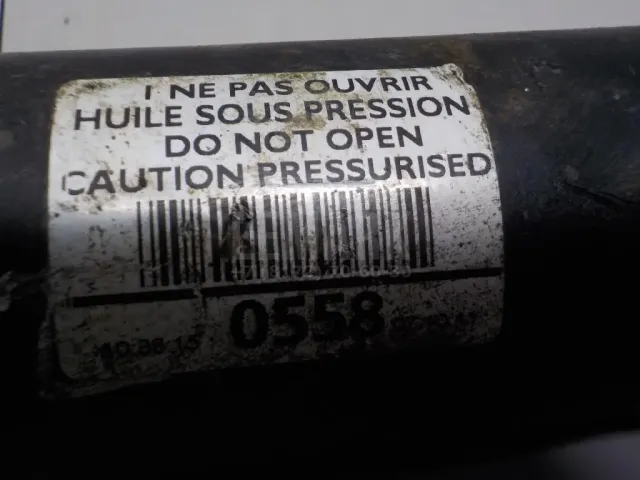 ! NE PAS OUVRIR
HUILE SOUS PRESSION
DO NOT OPEN
CAUTION PRESSURISED
0558